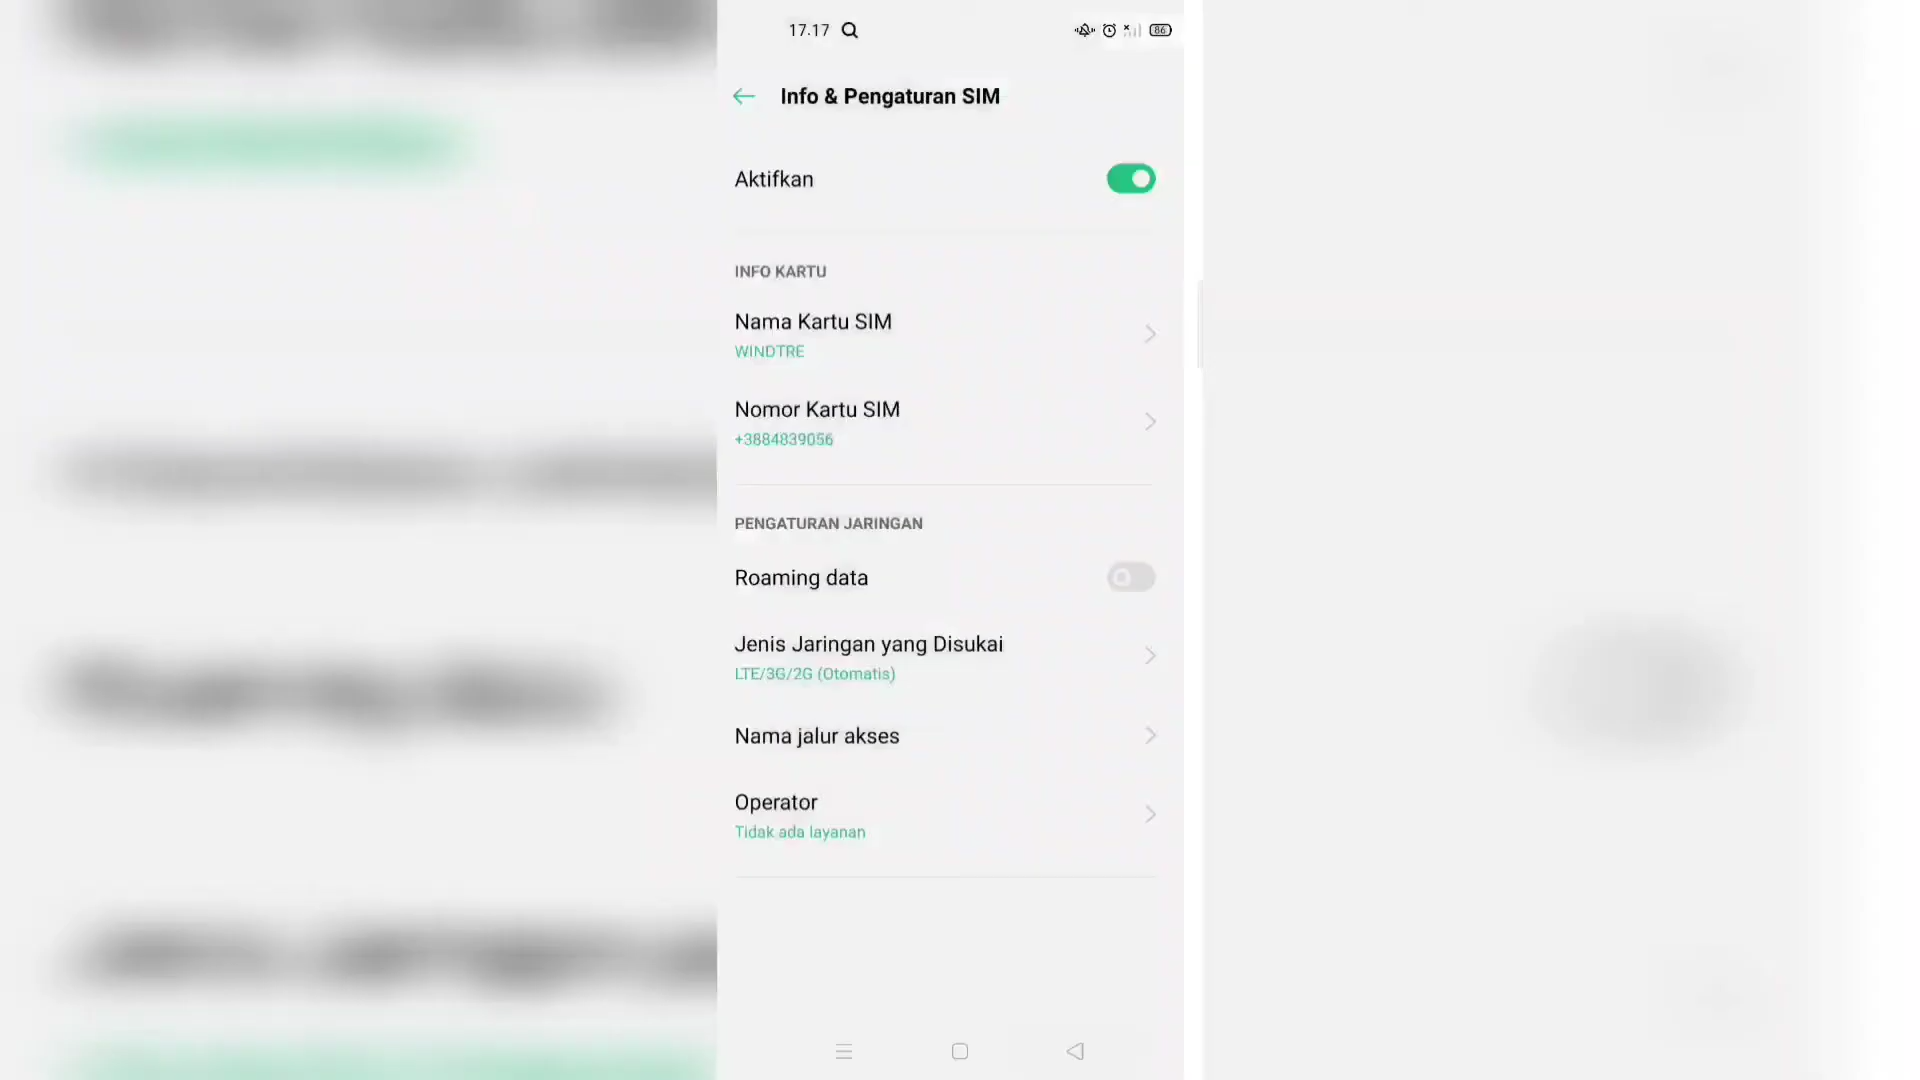 17.17
86
Info & Pengaturan SIM
Aktifkan
INFO KARTU
Nama Kartu SIM
WINDTRE
Nomor Kartu SIM
+3884839056
PENGATURAN JARINGAN
Roaming data
Jenis Jaringan yang Disukai
LTE/3G/2G (Otomatis)
Nama jalur akses
Operator
Tidak ada layanan